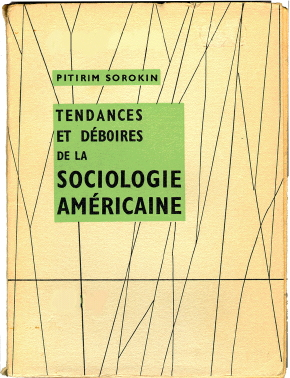 PITIRIM SOROKIN
TENDANCES
ET DÉBOIRES
DE LA
SOCIOLOGIE
AMÉRICAINE